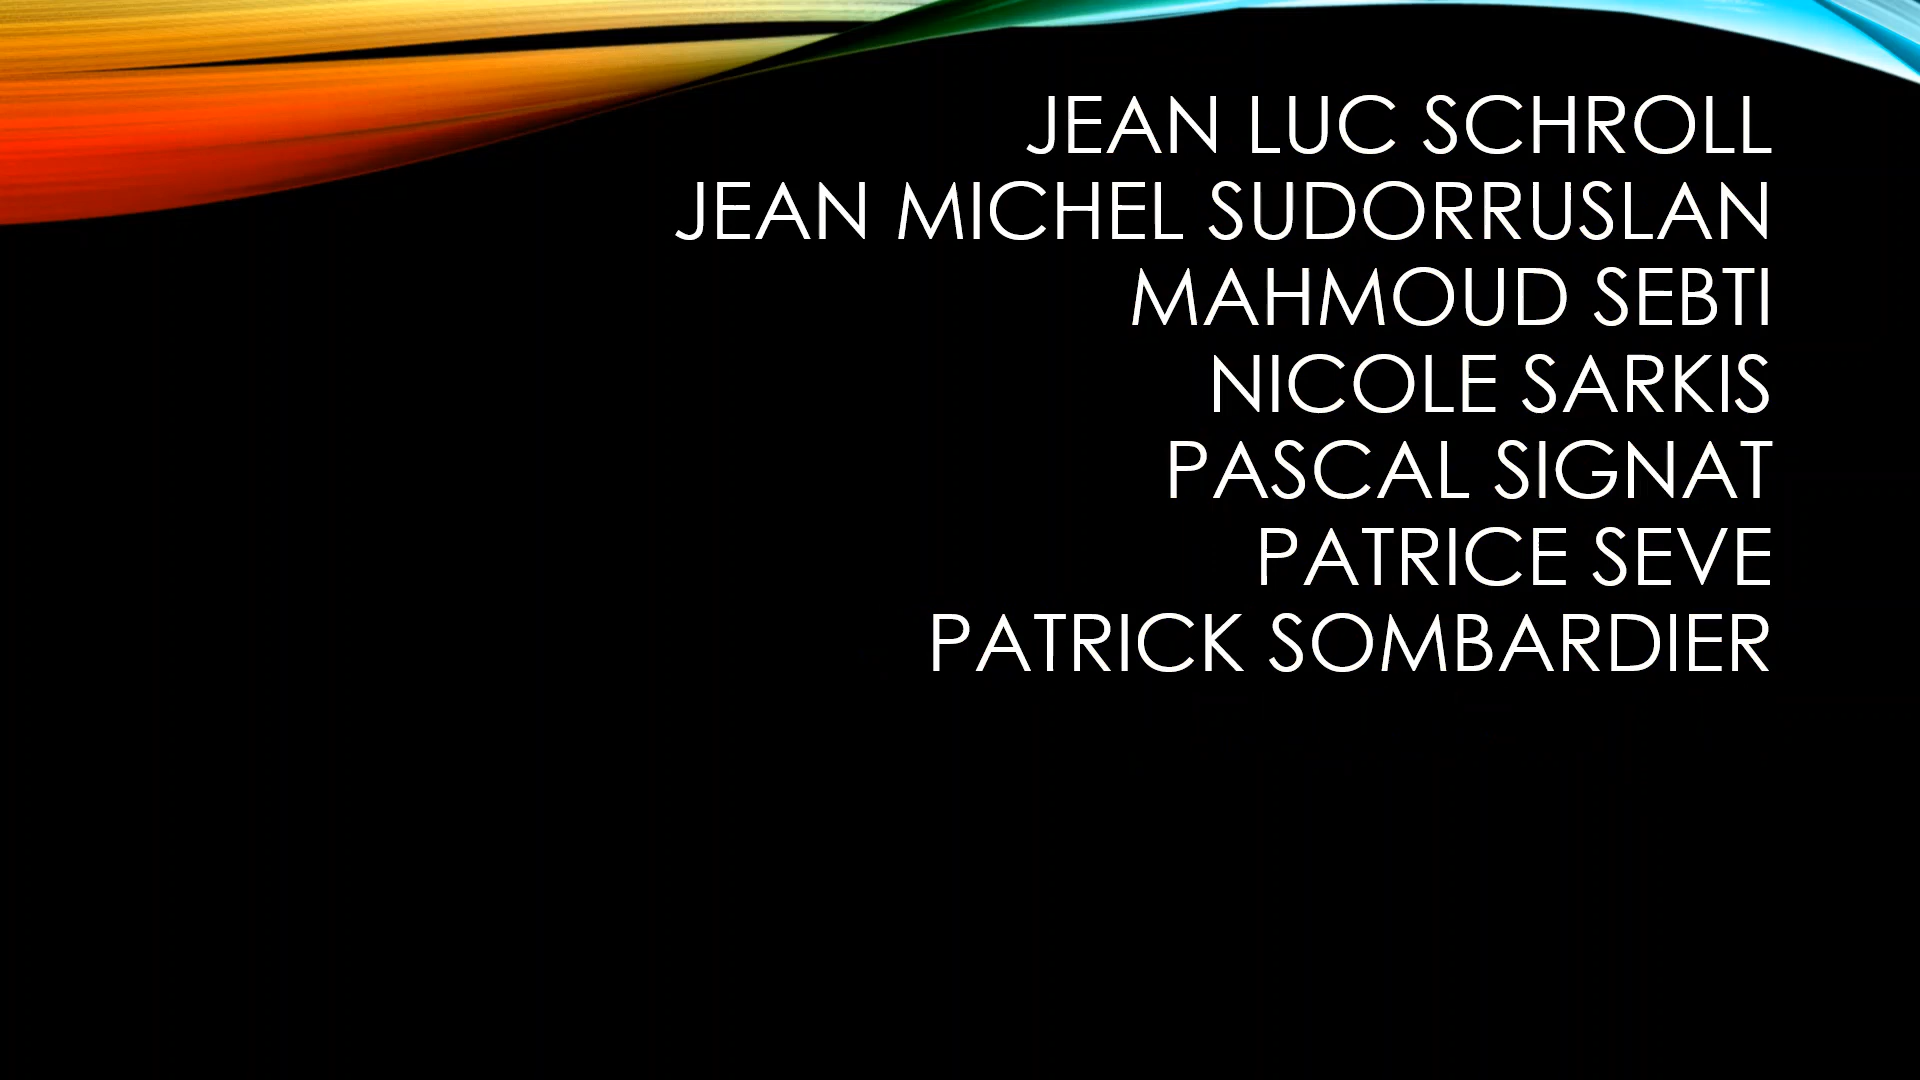 JEAN LUC SCHROLL
JEAN MICHEL SUDORRUSLAN
MAHMOUD SEBTI
NICOLE SARKIS
PASCAL SIGNAT
PATRICE SEVE
PATRICK SOMBARDIER